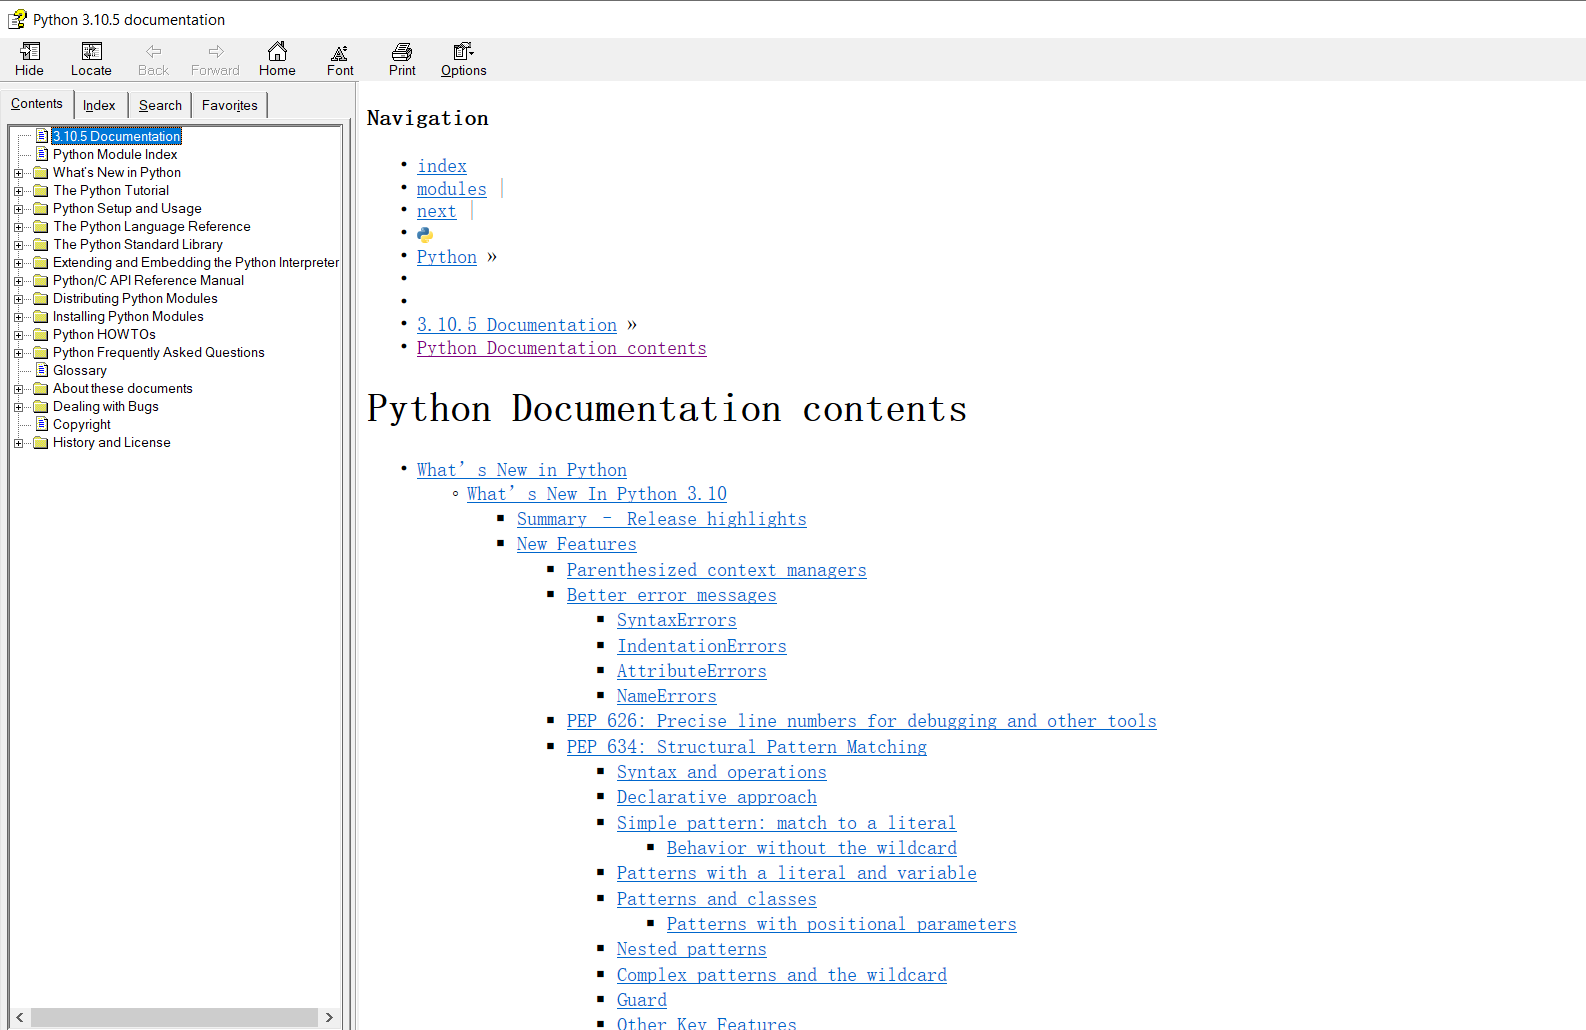 Python 3.10.5 documentation
Hide Locate Back Forward Home Font Print Options
Contents Index Search Favorites
3.10.5 Documentation
Python Module Index
What's New in Python
The Python Tutorial
Python Setup and Usage
The Python Language Reference
The Python Standard Library
Extending and Embedding the Python Interpreter
Python/C API Reference Manual
Distributing Python Modules
Installing Python Modules
Python HOWTOs
Python Frequently Asked Questions
Glossary
About these documents
Dealing with Bugs
Copyright
History and License
Navigation
index
modules |
next |
Python »
3.10.5 Documentation »
Python Documentation contents
Python Documentation contents
What’s New in Python
What’s New In Python 3.10
Summary – Release highlights
New Features
Parenthesized context managers
Better error messages
SyntaxErrors
IndentationErrors
AttributeErrors
NameErrors
PEP 626: Precise line numbers for debugging and other tools
PEP 634: Structural Pattern Matching
Syntax and operations
Declarative approach
Simple pattern: match to a literal
Behavior without the wildcard
Patterns with a literal and variable
Patterns and classes
Patterns with positional parameters
Nested patterns
Complex patterns and the wildcard
Guard
Other Key Features